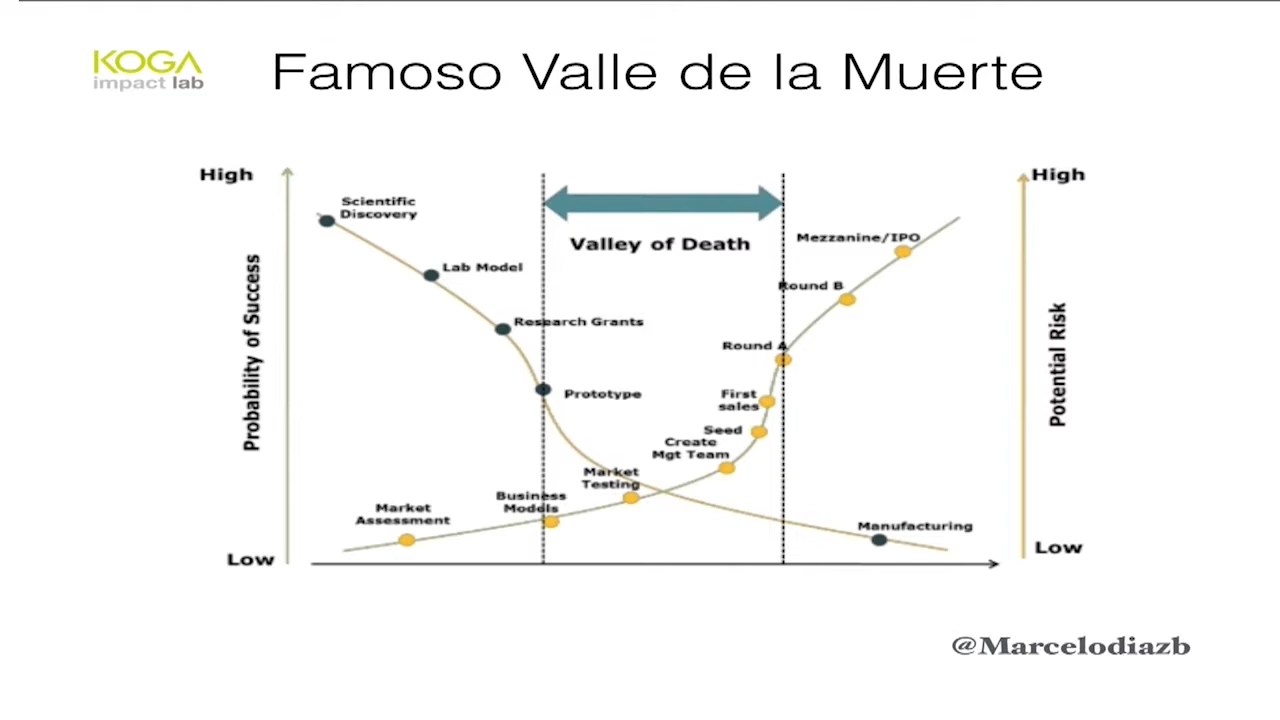 KOGA
impact lab
Famoso Valle de la Muerte
High
Probability of Success
Low
Scientific
Discovery
Lab Model
Research Grants
Prototype
Valley of Death
Market
Assessment
Business
Models
Market
Testing
Create
Mgt Team
Seed
First
sales
Round A
Round B
Mezzanine/IPO
Manufacturing
High
Potential Risk
Low
@Marcelodiazb